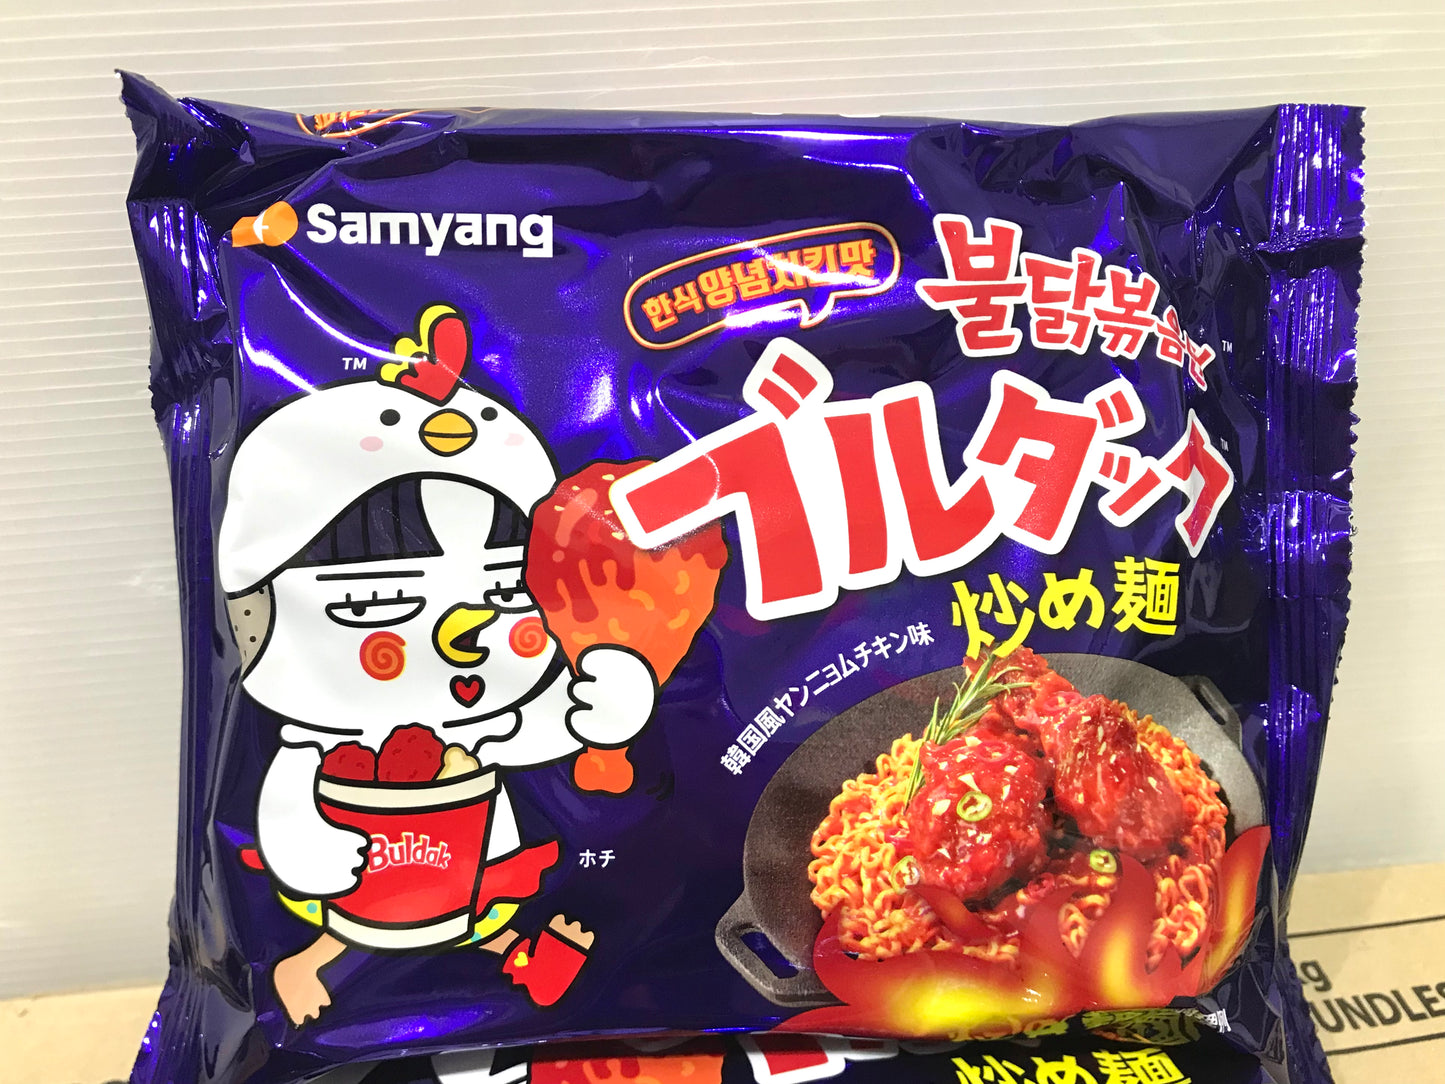 Samyang
한식 양념치킨맛
불닭볶음면
TM
TM
ブルダック
TM
炒め麺
韓国風ヤンニョムチキン味
Buldak
ホチ
UNDLES
炒め麺